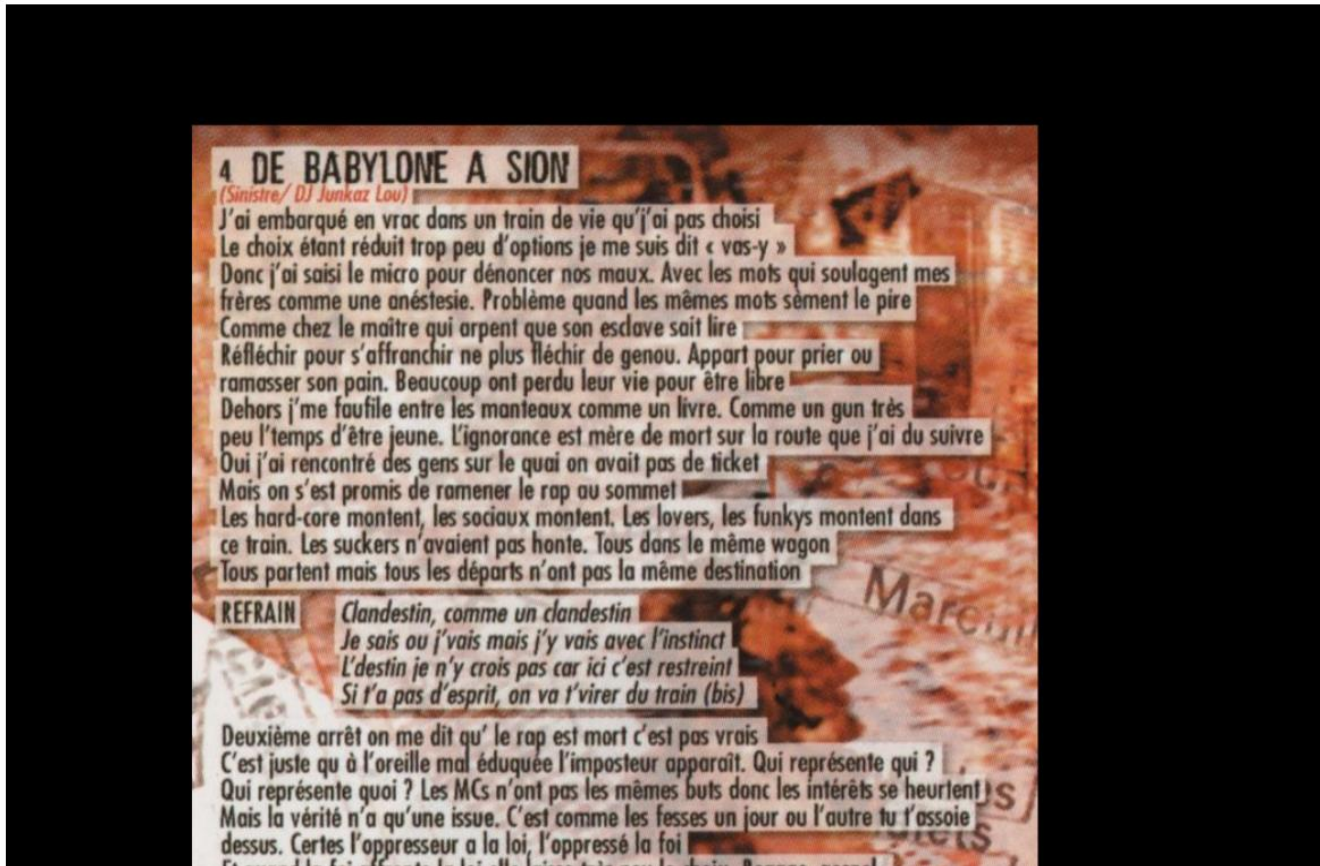 4 DE BABYLONE A SION
(Sinistre/ DJ Junkaz Lou)
J'ai embarqué en vrac dans un train de vie qu'j'ai pas choisi
Le choix étant réduit trop peu d'options je me suis dit « vas-y »
Donc j'ai saisi le micro pour dénoncer nos maux. Avec les mots qui soulagent mes
frères comme une anéstesie. Problème quand les mêmes mots sèment le pire
Comme chez le maître qui arpent que son esclave sait lire
Réfléchir pour s'affranchir ne plus fléchir de genou. Appart pour prier ou
ramasser son pain. Beaucoup ont perdu leur vie pour être libre
Dehors j'me faufile entre les manteaux comme un livre. Comme un gun très
peu l'temps d'être jeune. L'ignorance est mère de mort sur la route que j'ai du suivre
Oui j'ai rencontré des gens sur le quai on avait pas de ticket
Mais on s'est promis de ramener le rap au sommet
Les hard-core montent, les sociaux montent. Les lovers, les funkys montent dans
ce train. Les suckers n'avaient pas honte. Tous dans le même wagon
Tous partent mais tous les départs n'ont pas la même destination
Mareuil
REFRAIN Clandestin, comme un clandestin
Je sais ou j'vais mais j'y vais avec l'instinct
L'destin je n'y crois pas car ici c'est restreint
Si t'a pas d'esprit, on va t'virer du train (bis)
Deuxième arrêt on me dit qu' le rap est mort c'est pas vrais
C'est juste qu à l'oreille mal éduquée l'imposteur apparaît. Qui représente qui ?
Qui représente quoi ? Les MCs n'ont pas les mêmes buts donc les intérêts se heurtent
Mais la vérité n'a qu'une issue. C'est comme les fesses un jour ou l'autre tu t'assoie
dessus. Certes l'oppresseur a la loi, l'oppressé la foi